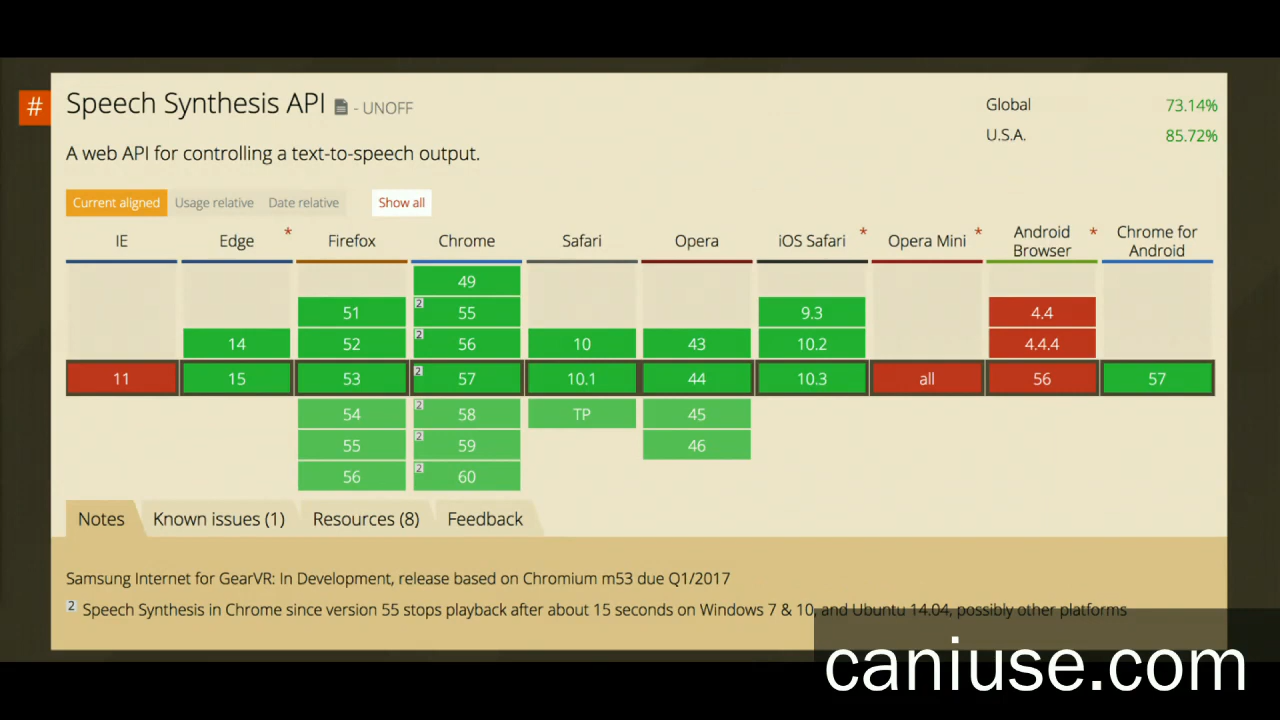 #
Speech Synthesis API - UNOFF
Global 73.14%
U.S.A. 85.72%
A web API for controlling a text-to-speech output.
Current aligned Usage relative Date relative Show all
IE Edge * Firefox Chrome Safari Opera iOS Safari * Opera Mini * Android Browser * Chrome for Android
49
51 2 55 9.3 4.4
14 52 2 56 10 43 10.2 4.4.4
11 15 53 2 57 10.1 44 10.3 all 56 57
54 2 58 TP 45
55 2 59 46
56 2 60
Notes Known issues (1) Resources (8) Feedback
Samsung Internet for GearVR: In Development, release based on Chromium m53 due Q1/2017
2 Speech Synthesis in Chrome since version 55 stops playback after about 15 seconds on Windows 7 & 10, and Ubuntu 14.04, possibly other platforms
caniuse.com